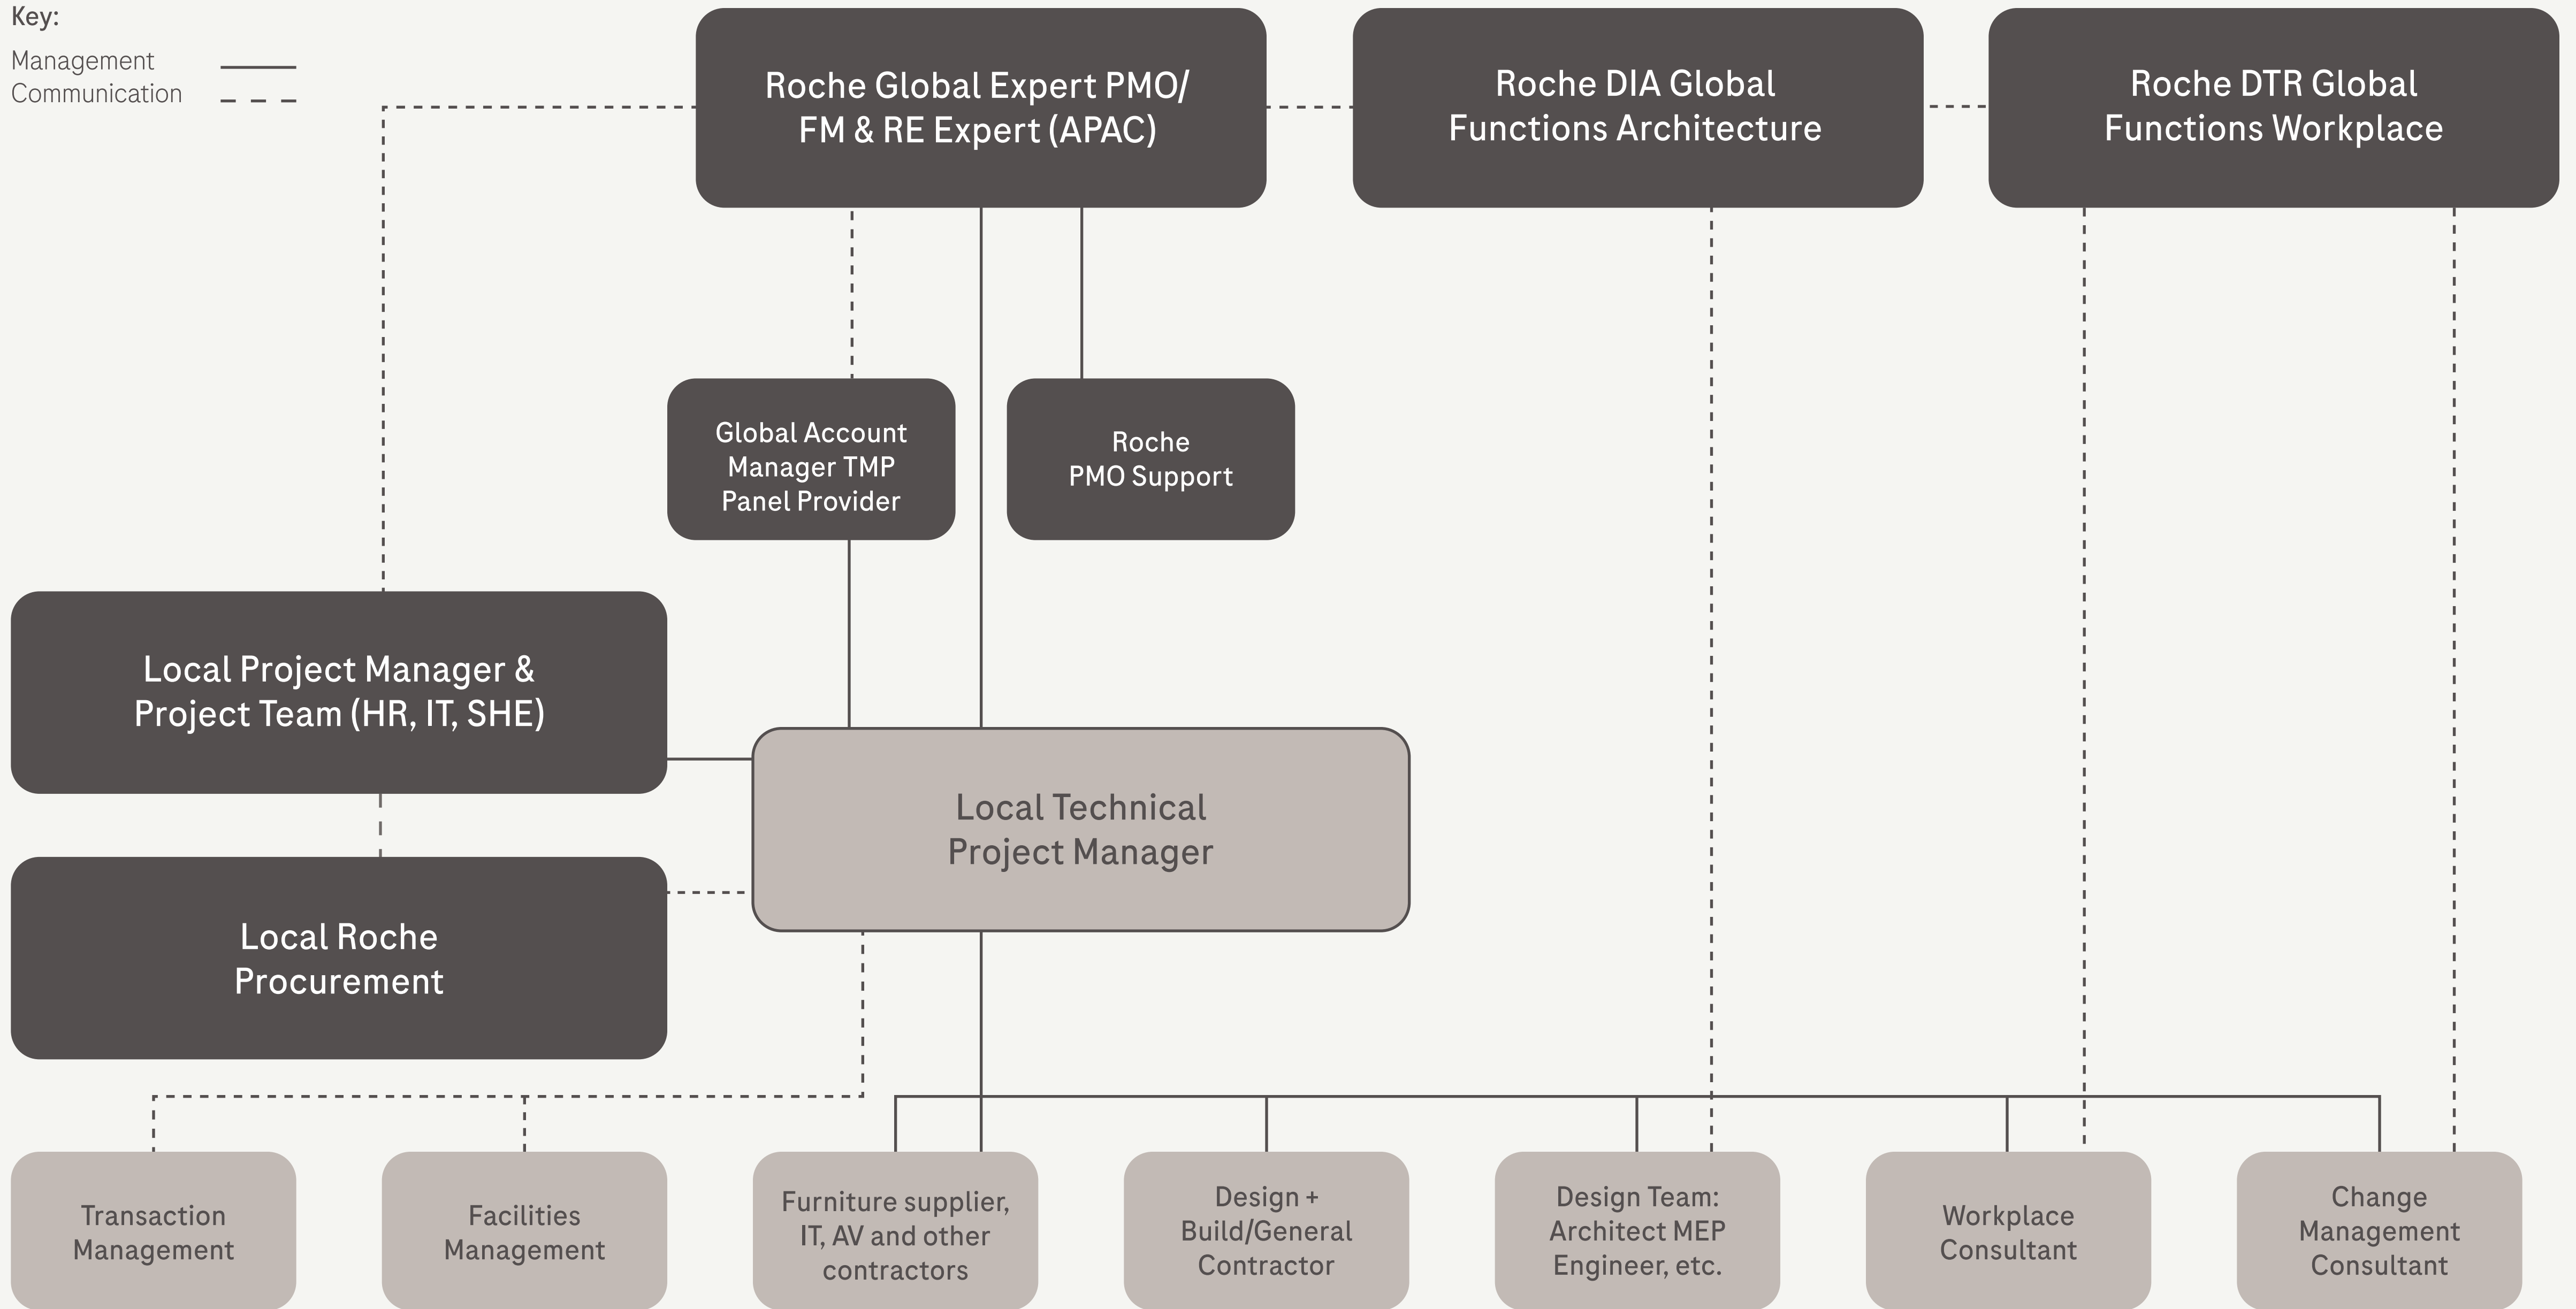 Key:
Management
Communication
Roche Global Expert PMO/
FM & RE Expert (APAC)
Roche DIA Global
Functions Architecture
Roche DTR Global
Functions Workplace
Global Account
Manager TMP
Panel Provider
Roche
PMO Support
Local Project Manager &
Project Team (HR, IT, SHE)
Local Technical
Project Manager
Local Roche
Procurement
Transaction
Management
Facilities
Management
Furniture supplier,
IT, AV and other
contractors
Design +
Build/General
Contractor
Design Team:
Architect MEP
Engineer, etc.
Workplace
Consultant
Change
Management
Consultant